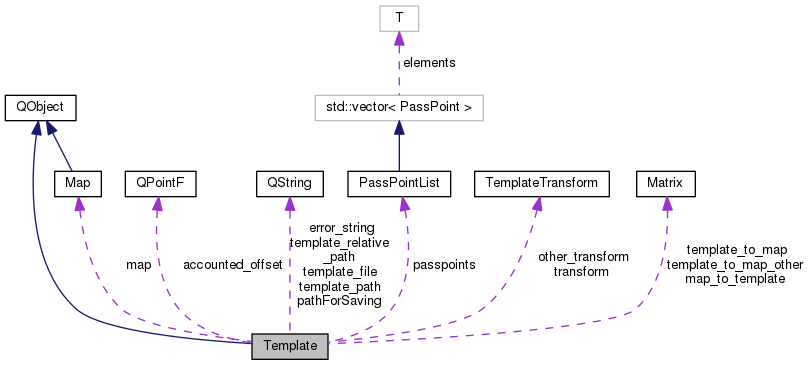 T
elements
QObject
std::vector< PassPoint >
Map
QPointF
QString
PassPointList
TemplateTransform
Matrix
map
accounted_offset
error_string
template_relative
_path
template_file
template_path
pathForSaving
passpoints
other_transform
transform
template_to_map
template_to_map_other
map_to_template
Template